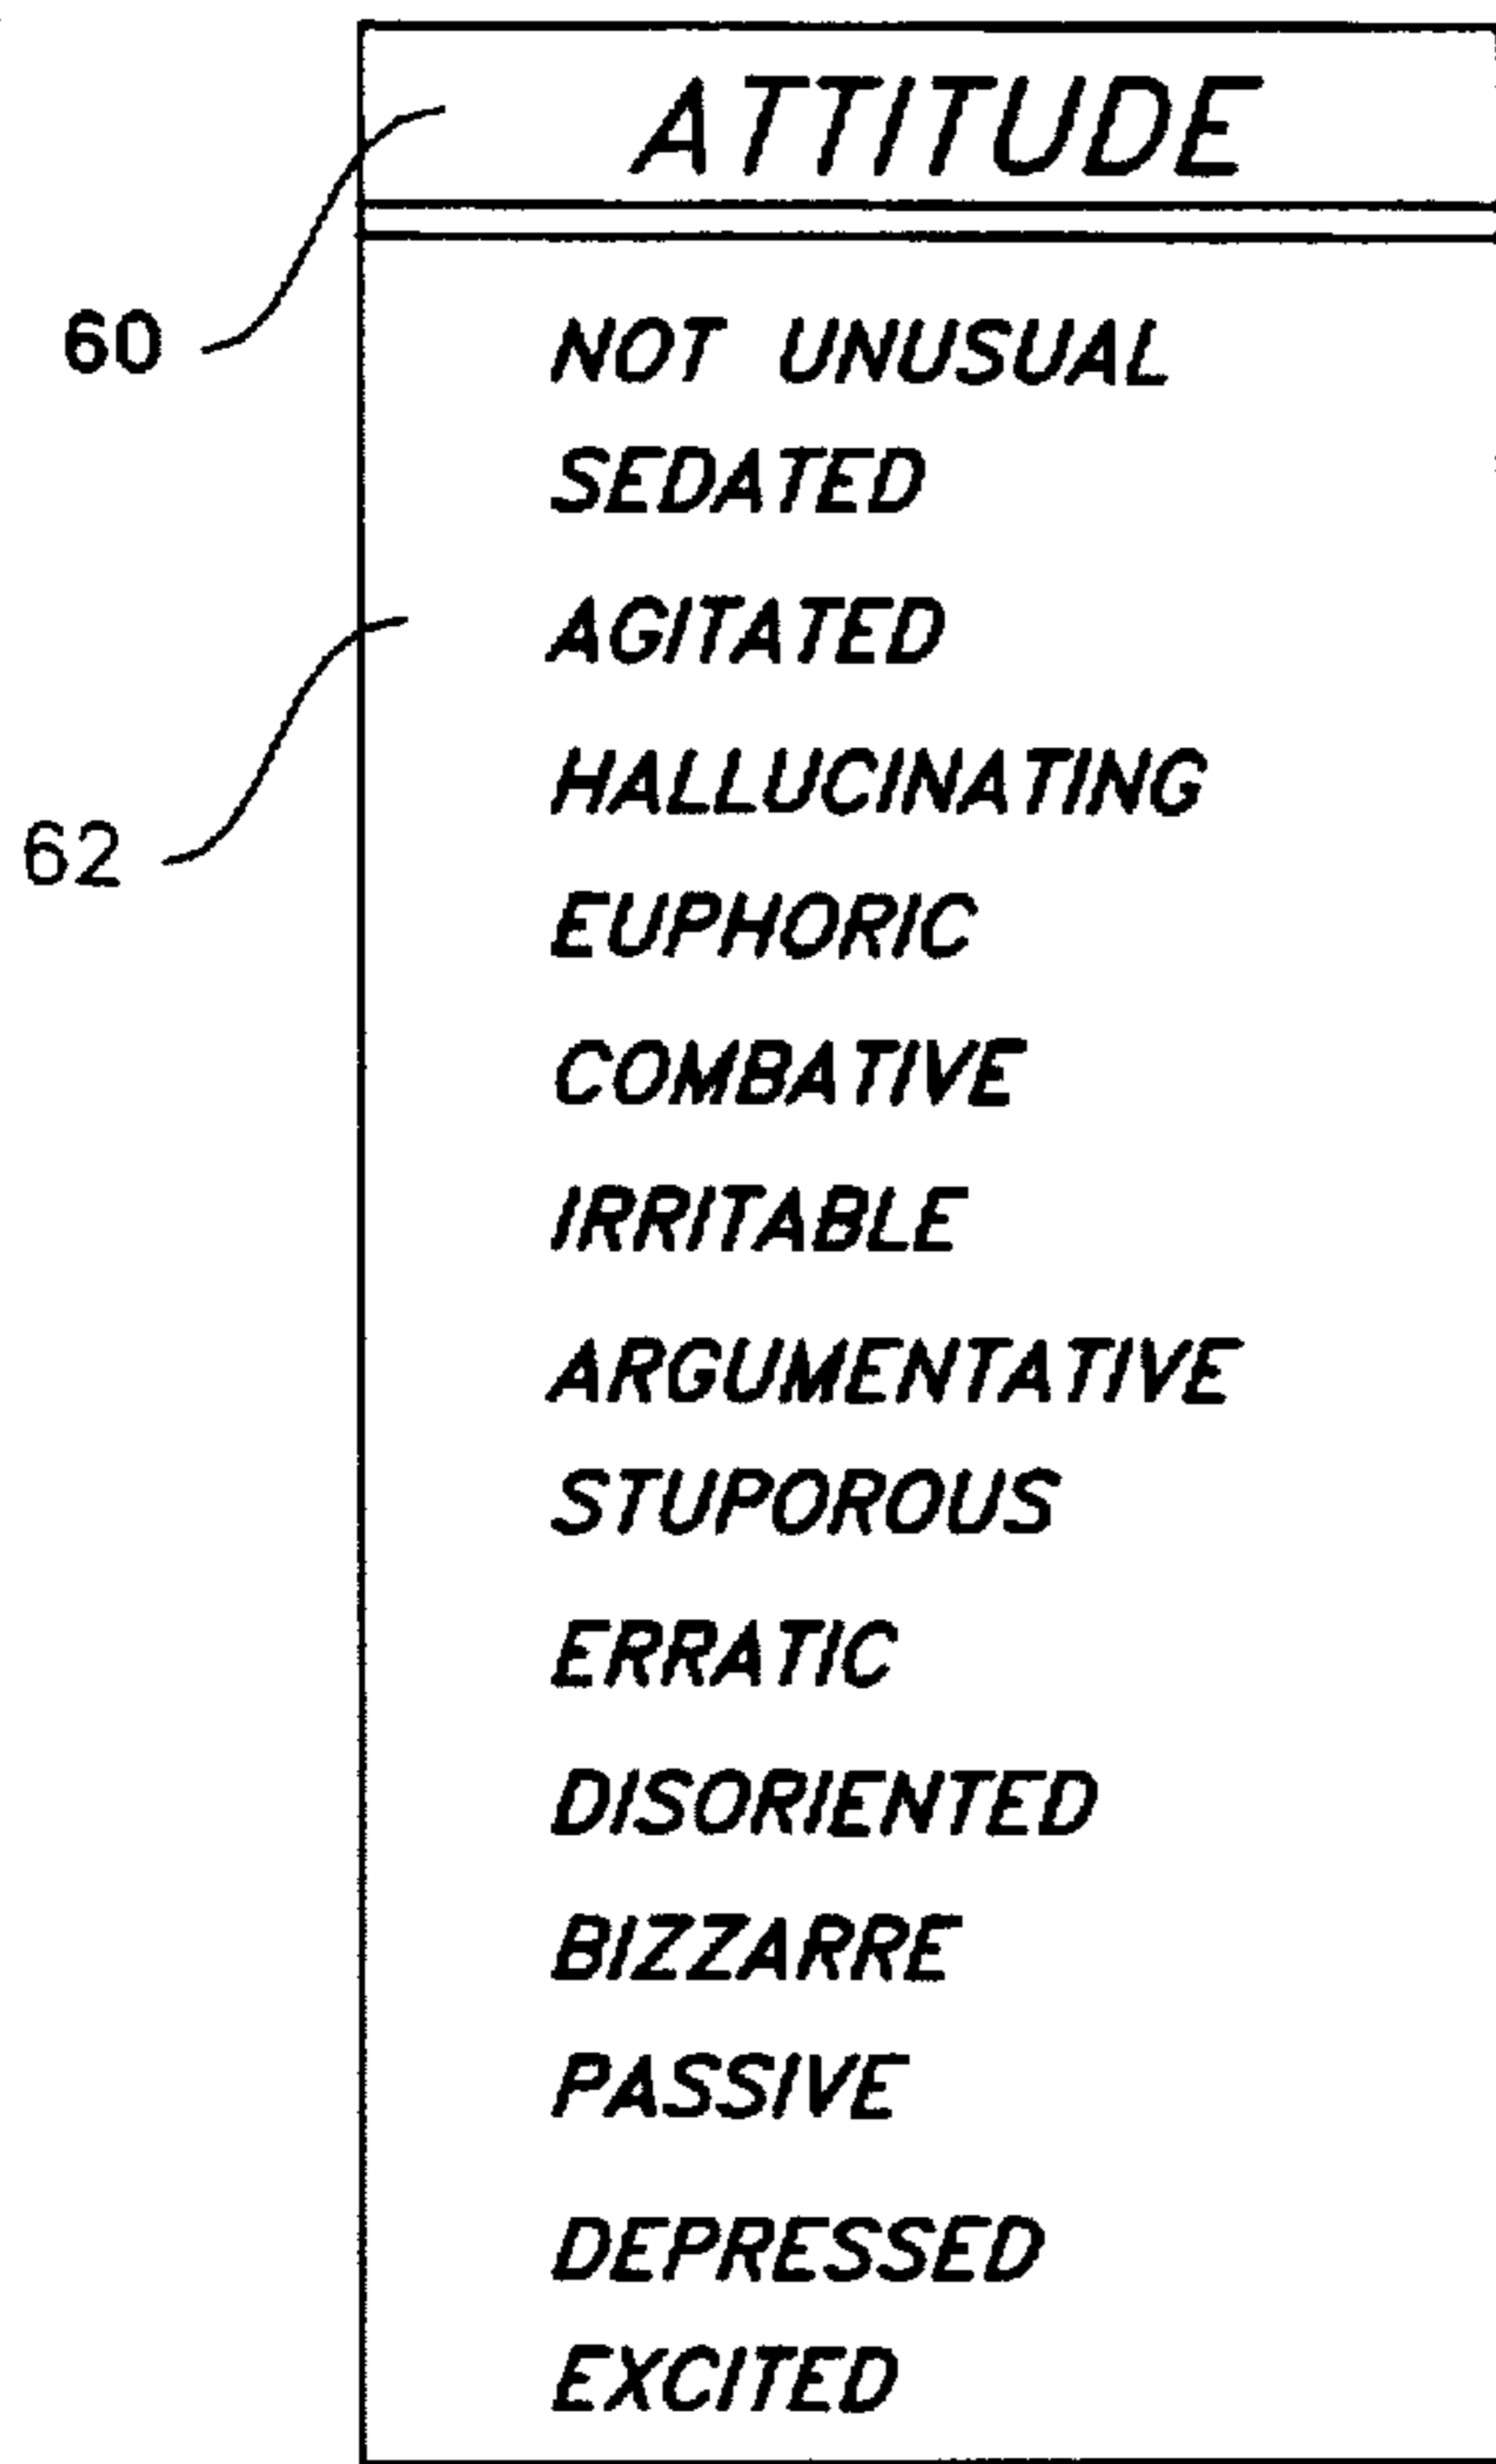 ATTITUDE
60
NOT UNUSUAL
SEDATED
AGITATED
HALLUCINATING
62
EUPHORIC
COMBATIVE
IRRITABLE
ARGUMENTATIVE
STUPOROUS
ERRATIC
DISORIENTED
BIZZARRE
PASSIVE
DEPRESSED
EXCITED